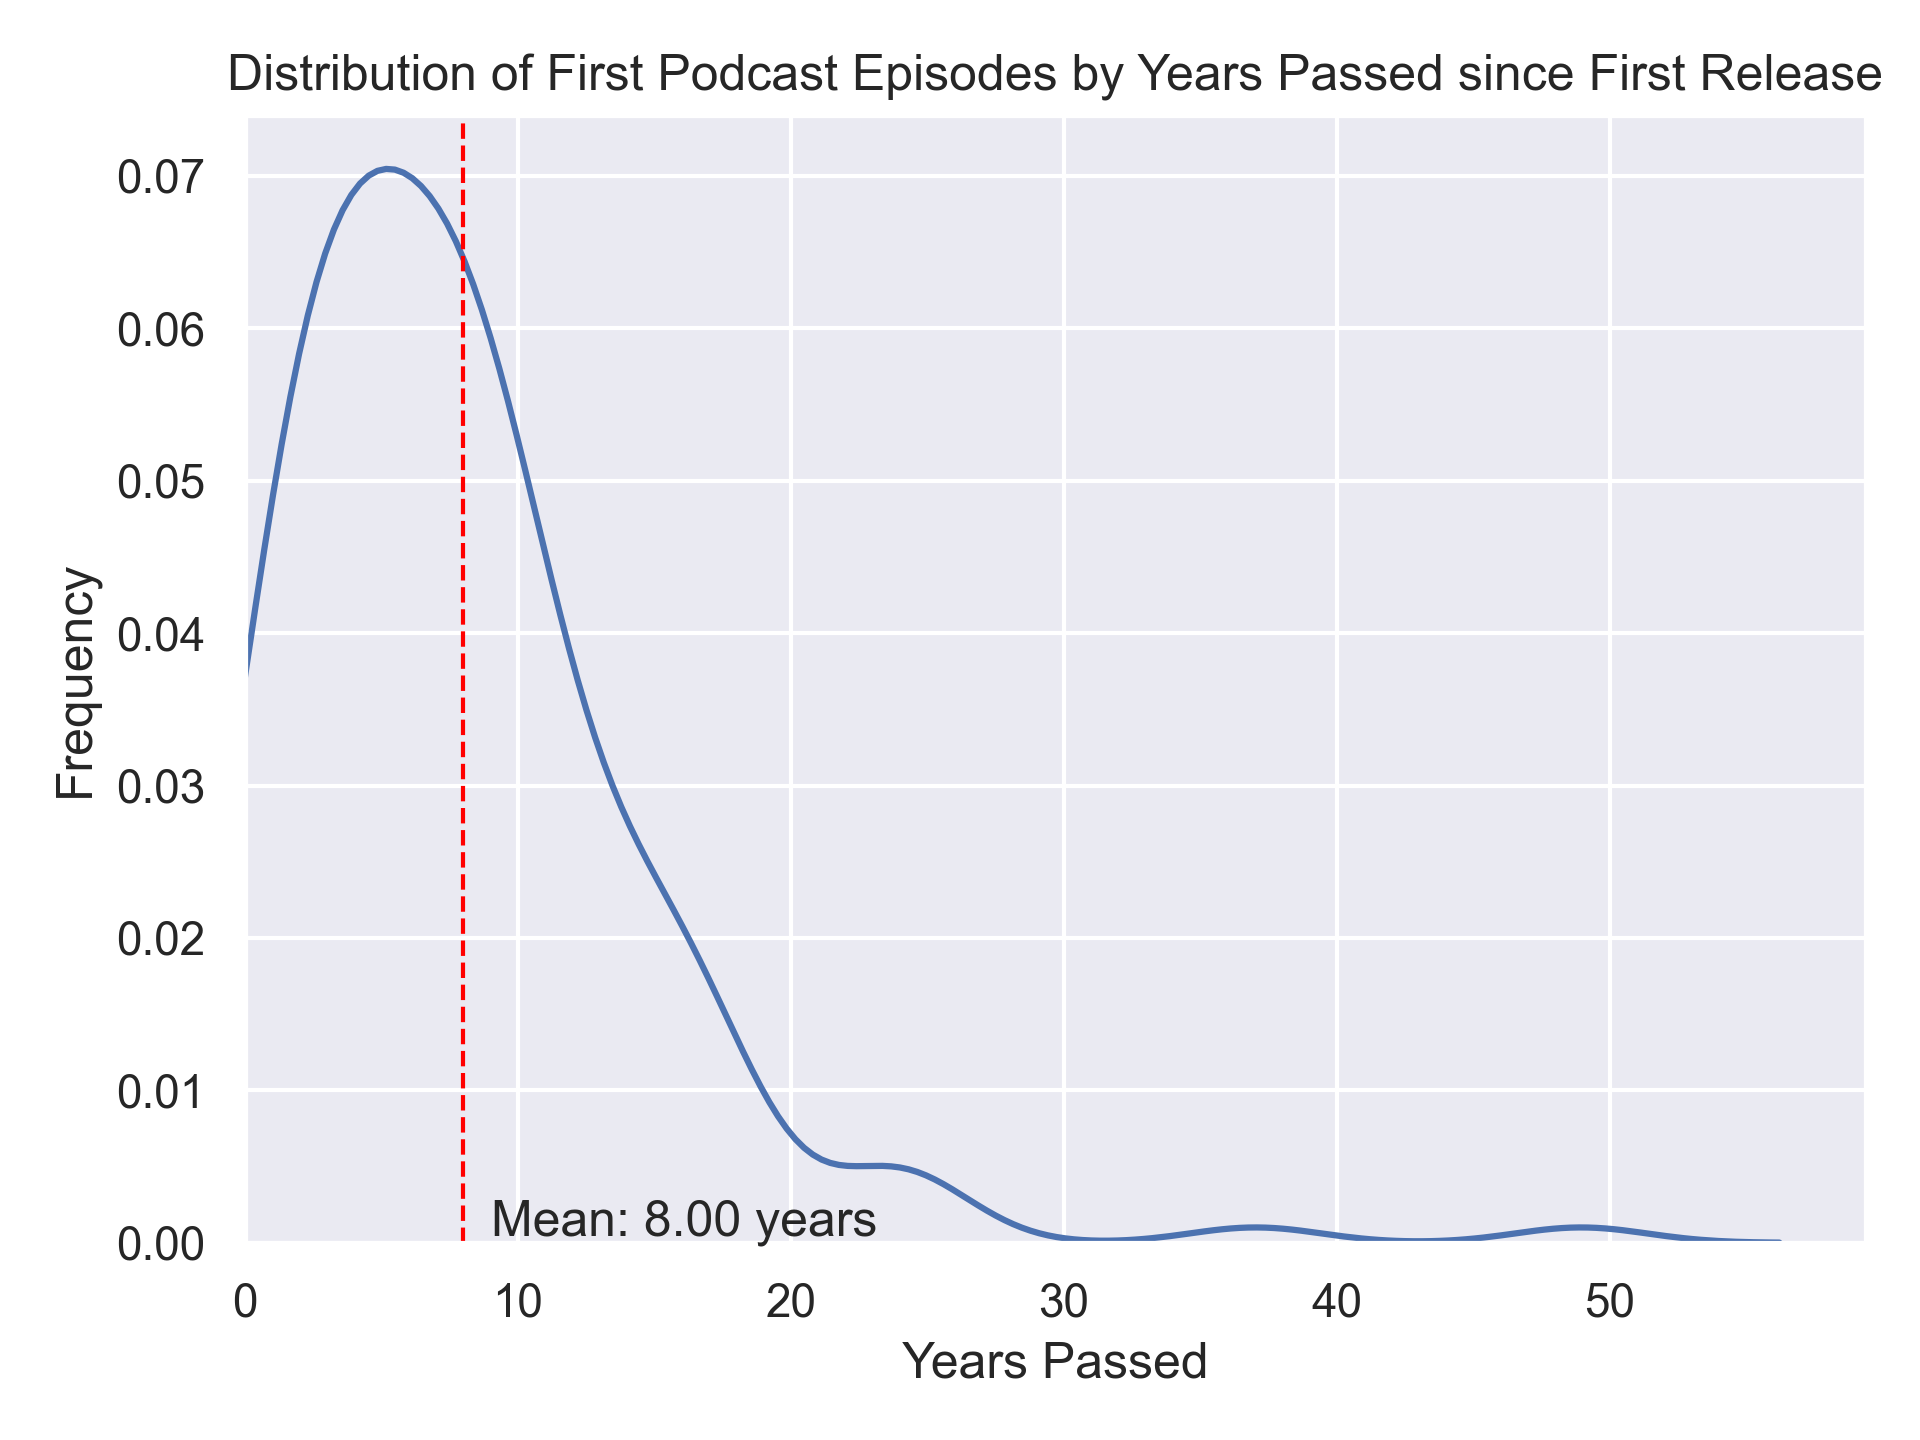 Distribution of First Podcast Episodes by Years Passed since First Release
0.07
0.06
0.05
0.04
0.03
0.02
0.01
0.00
Frequency
Mean: 8.00 years
0 10 20 30 40 50
Years Passed